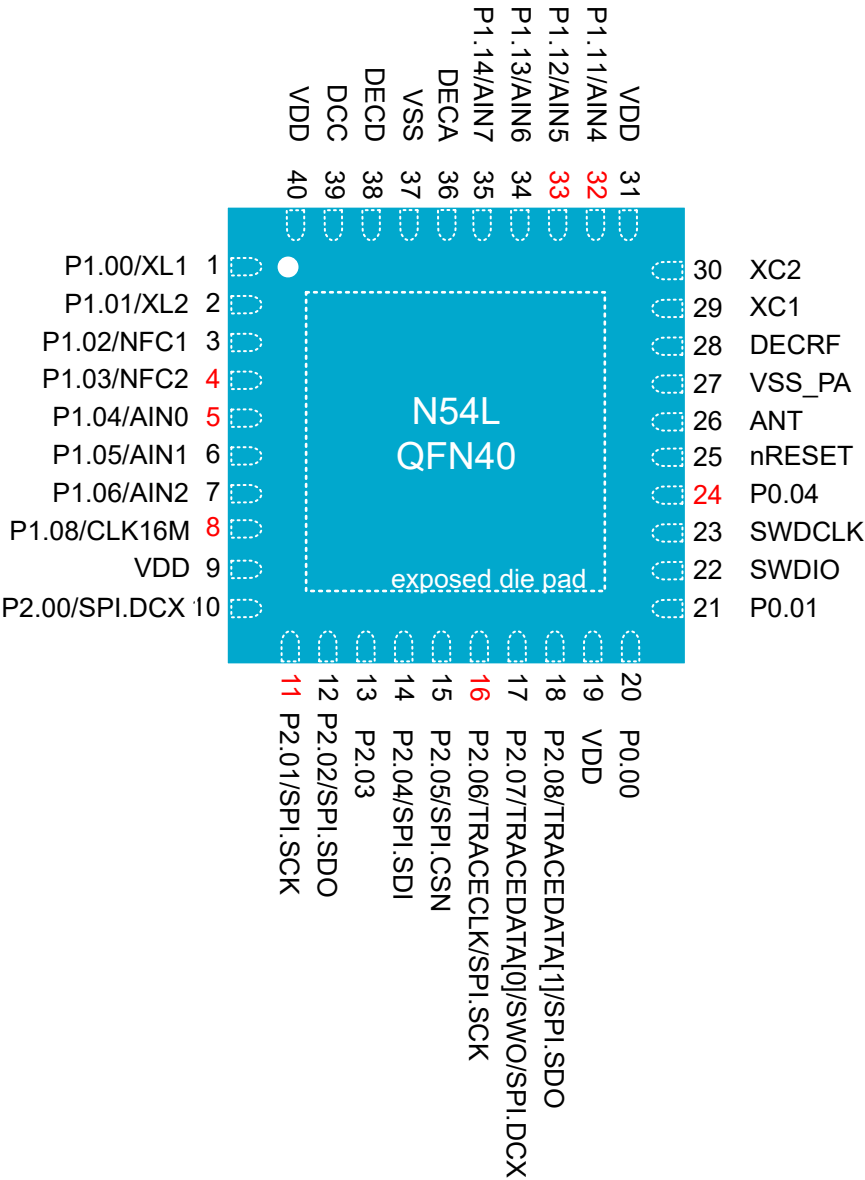 P1.14/AIN7
P1.13/AIN6
P1.12/AIN5
P1.11/AIN4
VDD
DCC
DECD
VSS
DECA
VDD
40
39
38
37
36
35
34
33
32
31
P1.00/XL1 1
P1.01/XL2 2
P1.02/NFC1 3
P1.03/NFC2 4
P1.04/AIN0 5
P1.05/AIN1 6
P1.06/AIN2 7
P1.08/CLK16M 8
VDD 9
P2.00/SPI.DCX 10
N54L
QFN40
exposed die pad
30 XC2
29 XC1
28 DECRF
27 VSS_PA
26 ANT
25 nRESET
24 P0.04
23 SWDCLK
22 SWDIO
21 P0.01
11 P2.01/SPI.SCK
12 P2.02/SPI.SDO
13 P2.03
14 P2.04/SPI.SDI
15 P2.05/SPI.CSN
16 P2.06/TRACECLK/SPI.SCK
17 P2.07/TRACEDATA[0]/SWO/SPI.DCX
18 P2.08/TRACEDATA[1]/SPI.SDO
19 VDD
20 P0.00